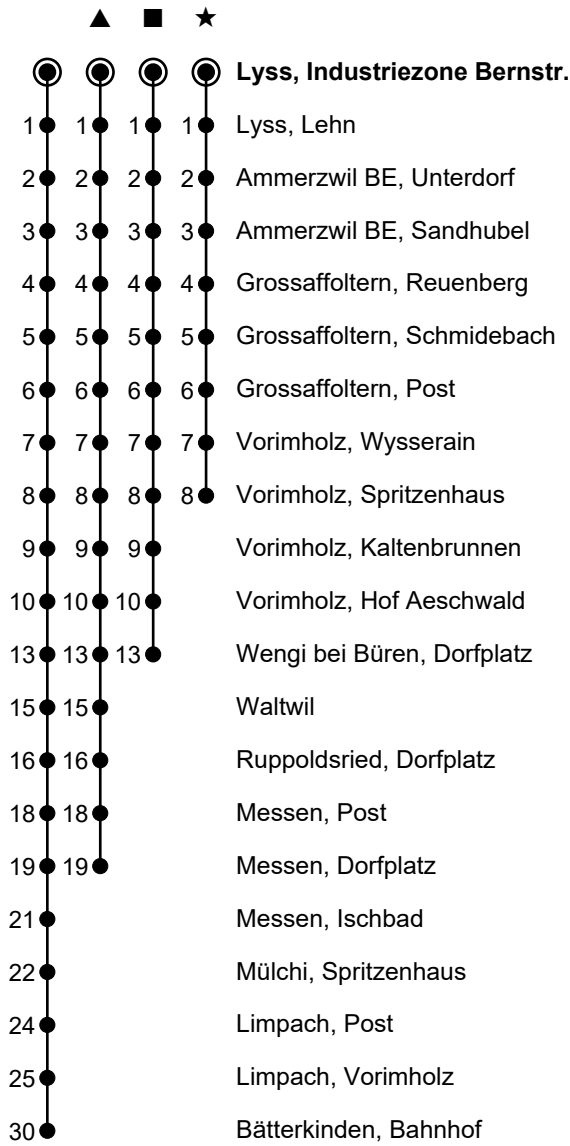 ▲ ■ ★
Lyss, Industriezone Bernstr.
1 1 1 1 Lyss, Lehn
2 2 2 2 Ammerzwil BE, Unterdorf
3 3 3 3 Ammerzwil BE, Sandhubel
4 4 4 4 Grossaffoltern, Reuenberg
5 5 5 5 Grossaffoltern, Schmidebach
6 6 6 6 Grossaffoltern, Post
7 7 7 7 Vorimholz, Wysserain
8 8 8 8 Vorimholz, Spritzenhaus
9 9 9 Vorimholz, Kaltenbrunnen
10 10 10 Vorimholz, Hof Aeschwald
13 13 13 Wengi bei Büren, Dorfplatz
15 15 Waltwil
16 16 Ruppoldsried, Dorfplatz
18 18 Messen, Post
19 19 Messen, Dorfplatz
21 Messen, Ischbad
22 Mülchi, Spritzenhaus
24 Limpach, Post
25 Limpach, Vorimholz
30 Bätterkinden, Bahnhof